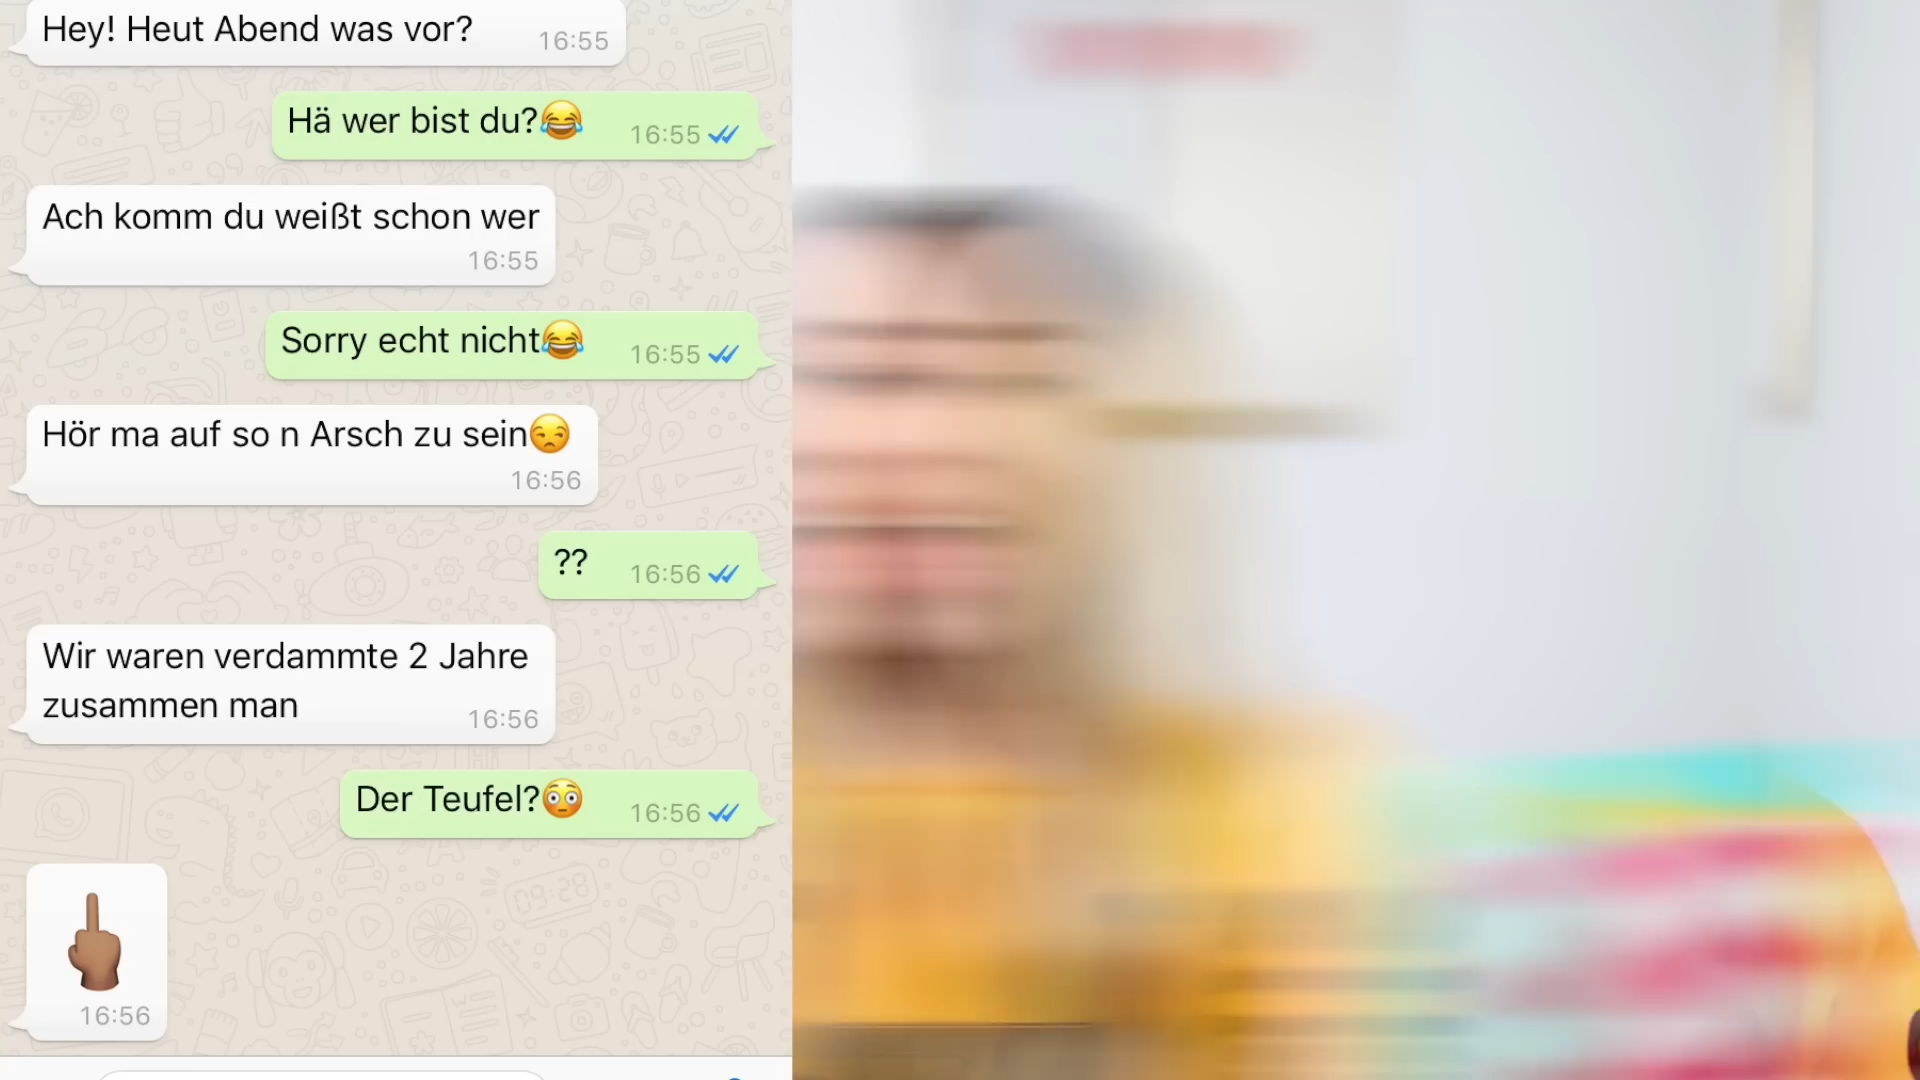 Hey! Heut Abend was vor? 16:55
Hä wer bist du?😂 16:55
Ach komm du weißt schon wer
16:55
Sorry echt nicht😂 16:55
Hör ma auf so n Arsch zu sein😒
16:56
?? 16:56
Wir waren verdammte 2 Jahre
zusammen man 16:56
Der Teufel?😳 16:56
🖕🏾
16:56